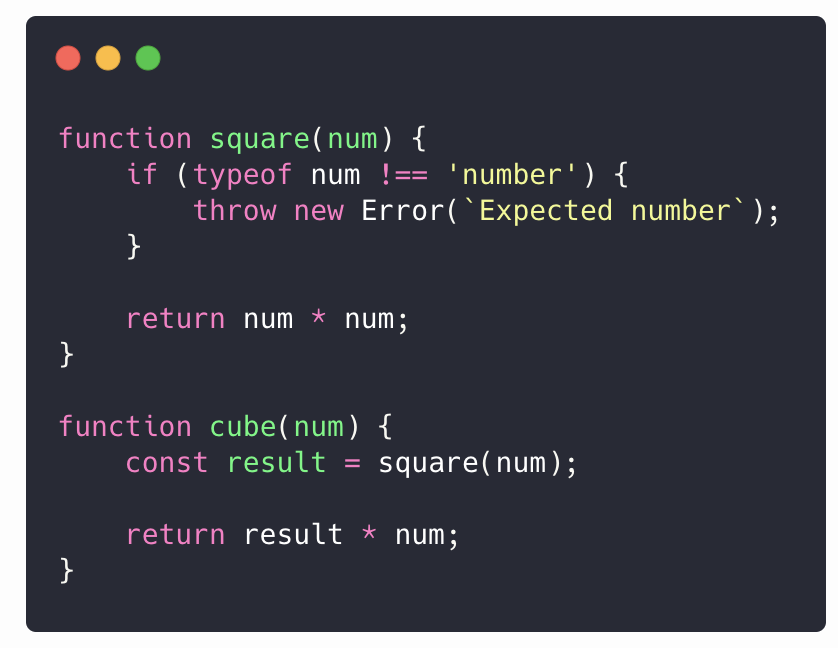 function square(num) {
    if (typeof num !== 'number') {
        throw new Error(`Expected number`);
    }

    return num * num;
}

function cube(num) {
    const result = square(num);

    return result * num;
}